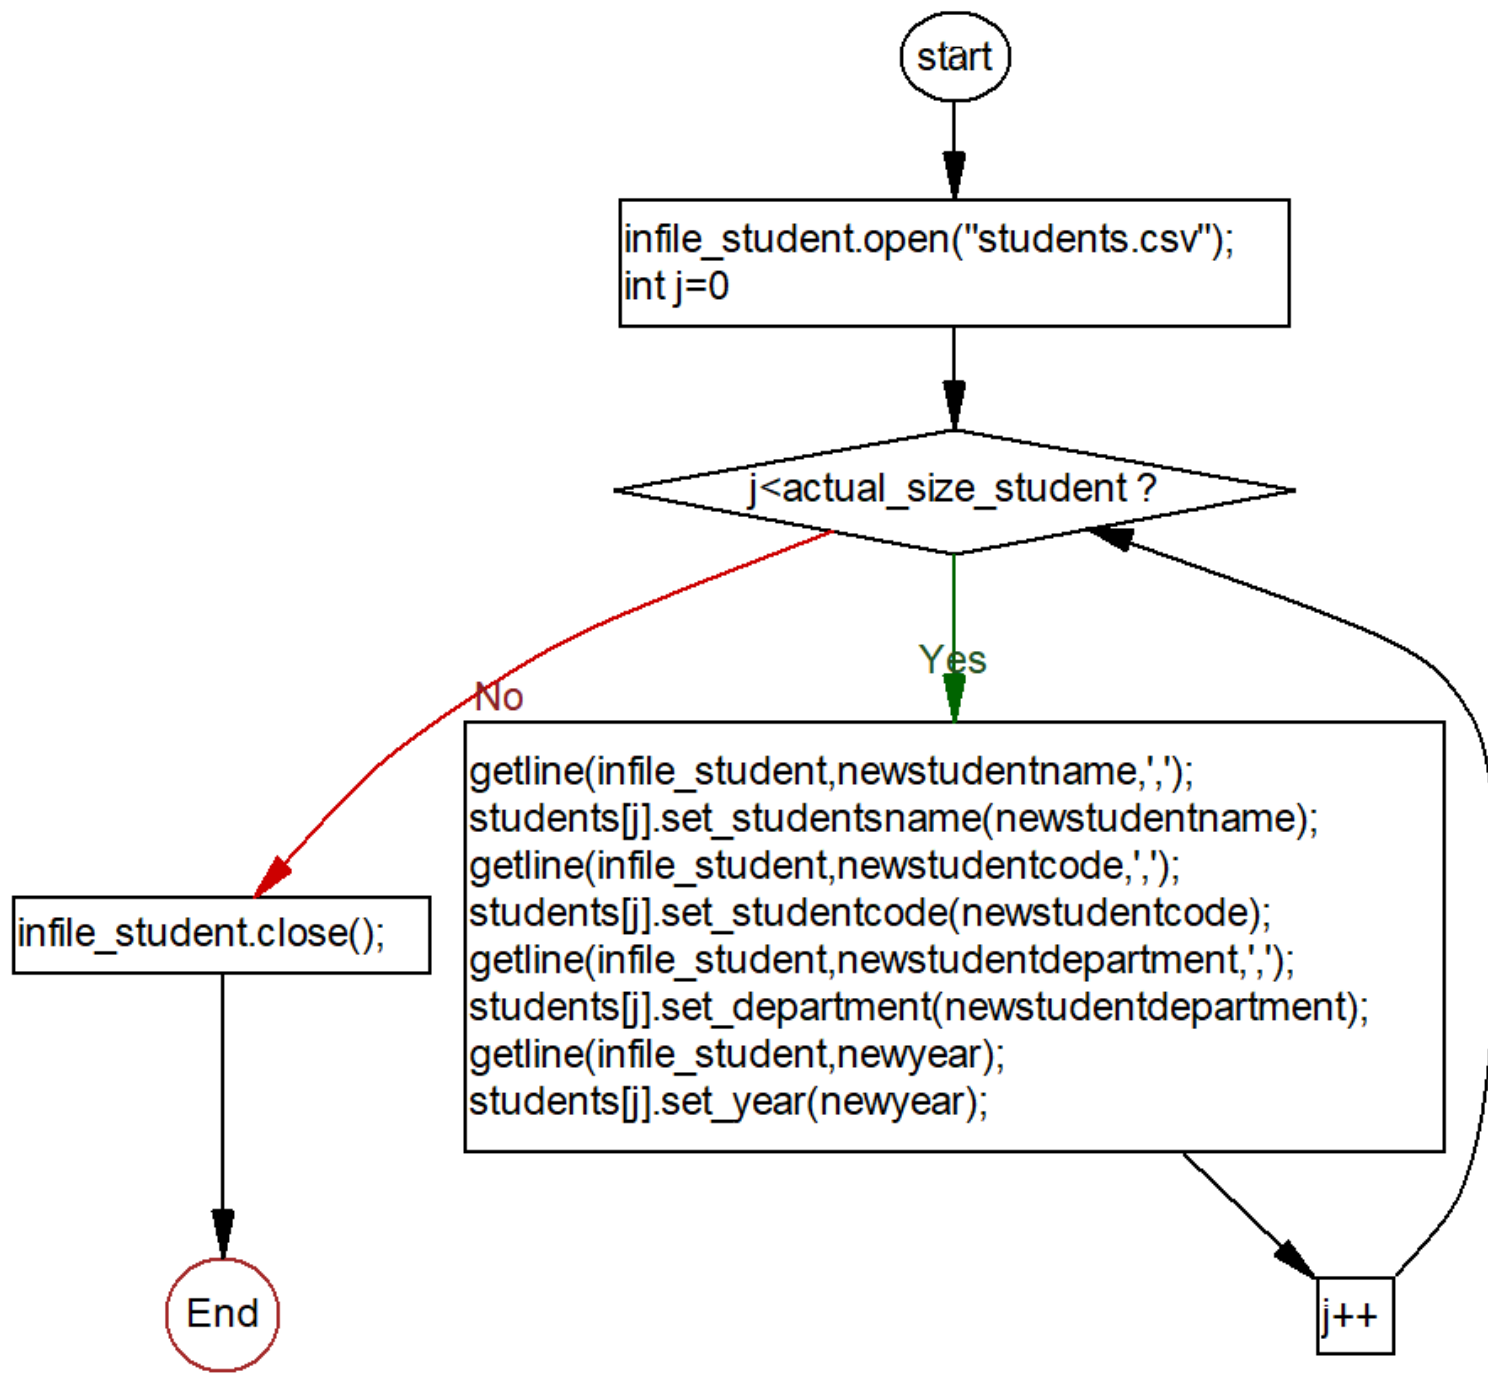 start
infile_student.open("students.csv");
int j=0
j<actual_size_student ?
Yes
No
getline(infile_student,newstudentname,',');
students[j].set_studentsname(newstudentname);
getline(infile_student,newstudentcode,',');
students[j].set_studentcode(newstudentcode);
getline(infile_student,newstudentdepartment,',');
students[j].set_department(newstudentdepartment);
getline(infile_student,newyear);
students[j].set_year(newyear);
infile_student.close();
End
j++